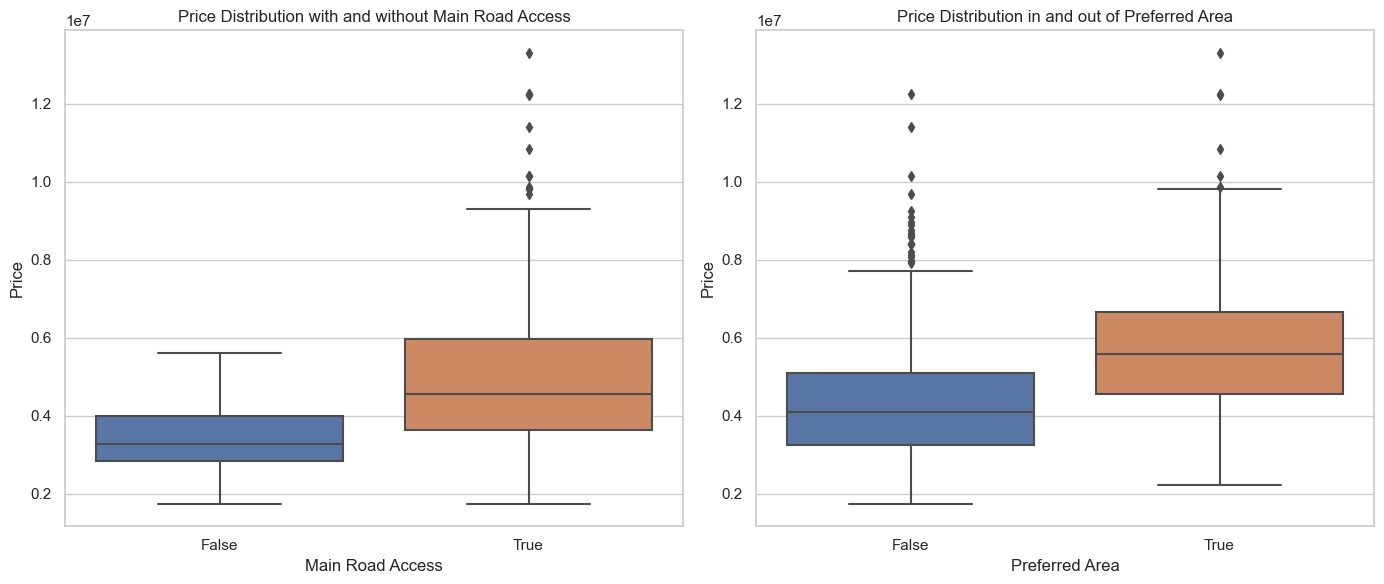 Price Distribution with and without Main Road Access
1e7
1.2
1.0
0.8
0.6
0.4
0.2
Price
False
True
Main Road Access
Price Distribution in and out of Preferred Area
1e7
1.2
1.0
0.8
0.6
0.4
0.2
Price
False
True
Preferred Area